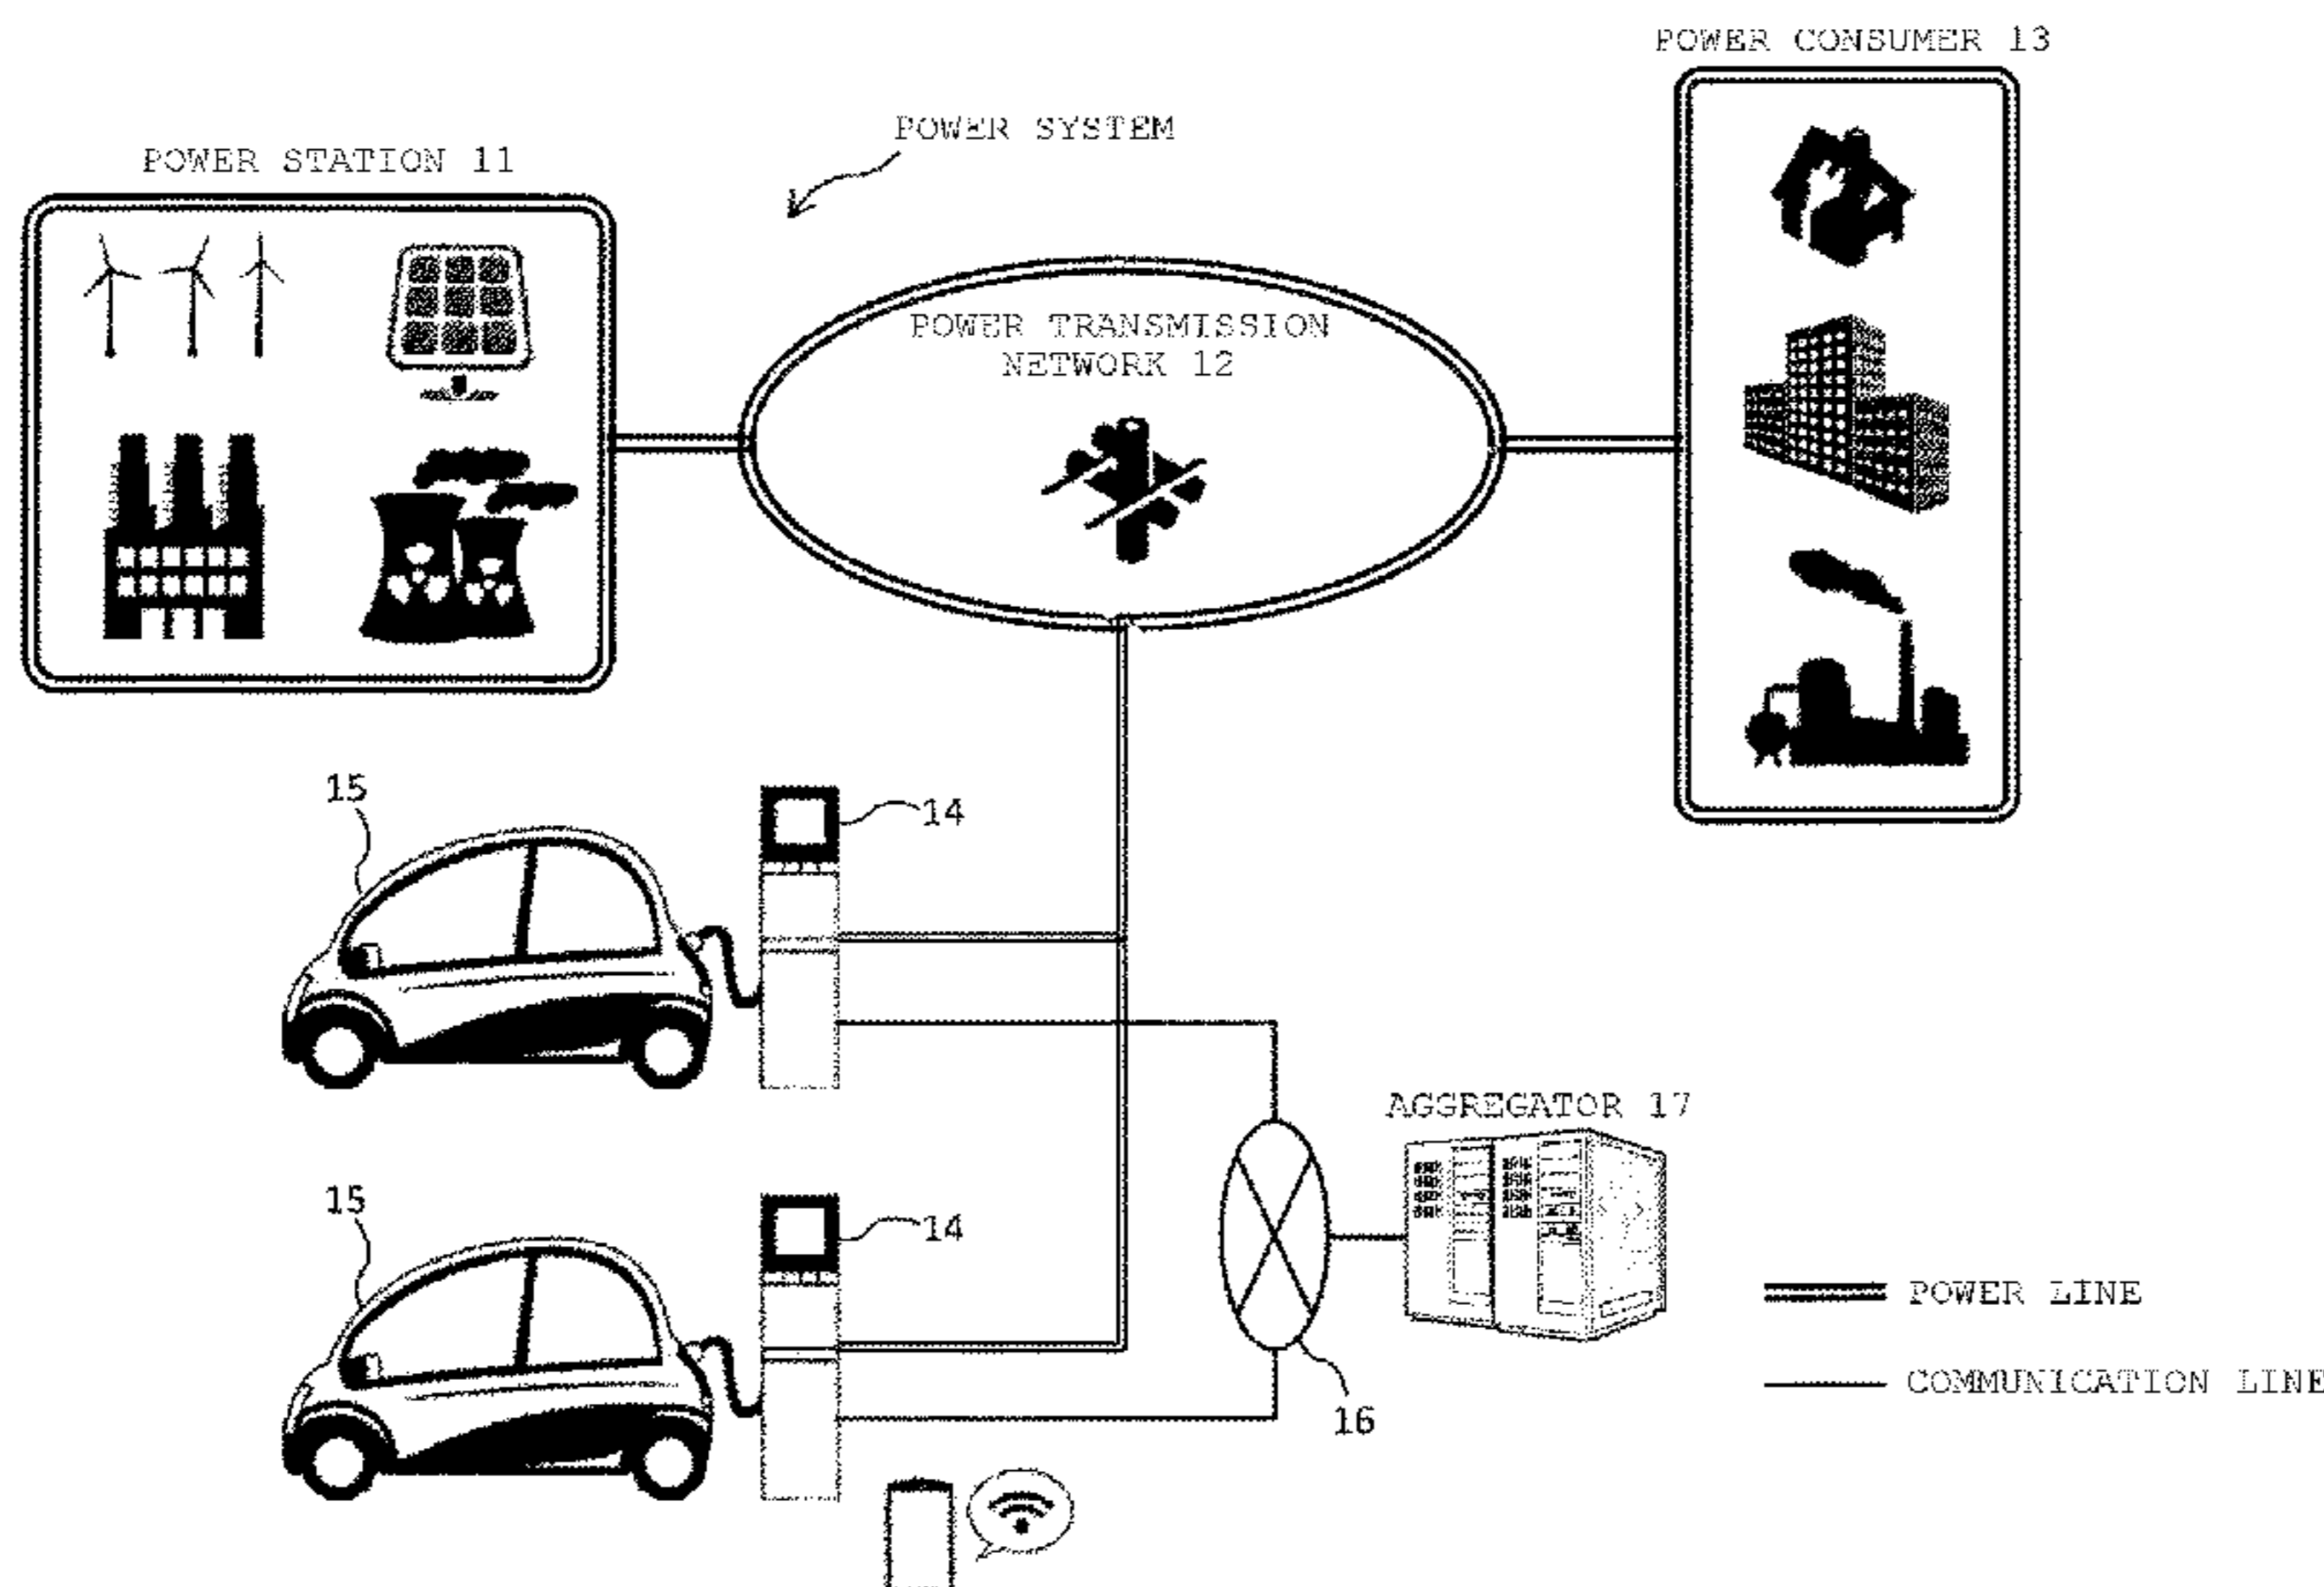 POWER CONSUMER 13
POWER SYSTEM
POWER STATION 11
POWER TRANSMISSION
NETWORK 12
15
14
AGGREGATOR 17
15
14
POWER LINE
COMMUNICATION LINE
16